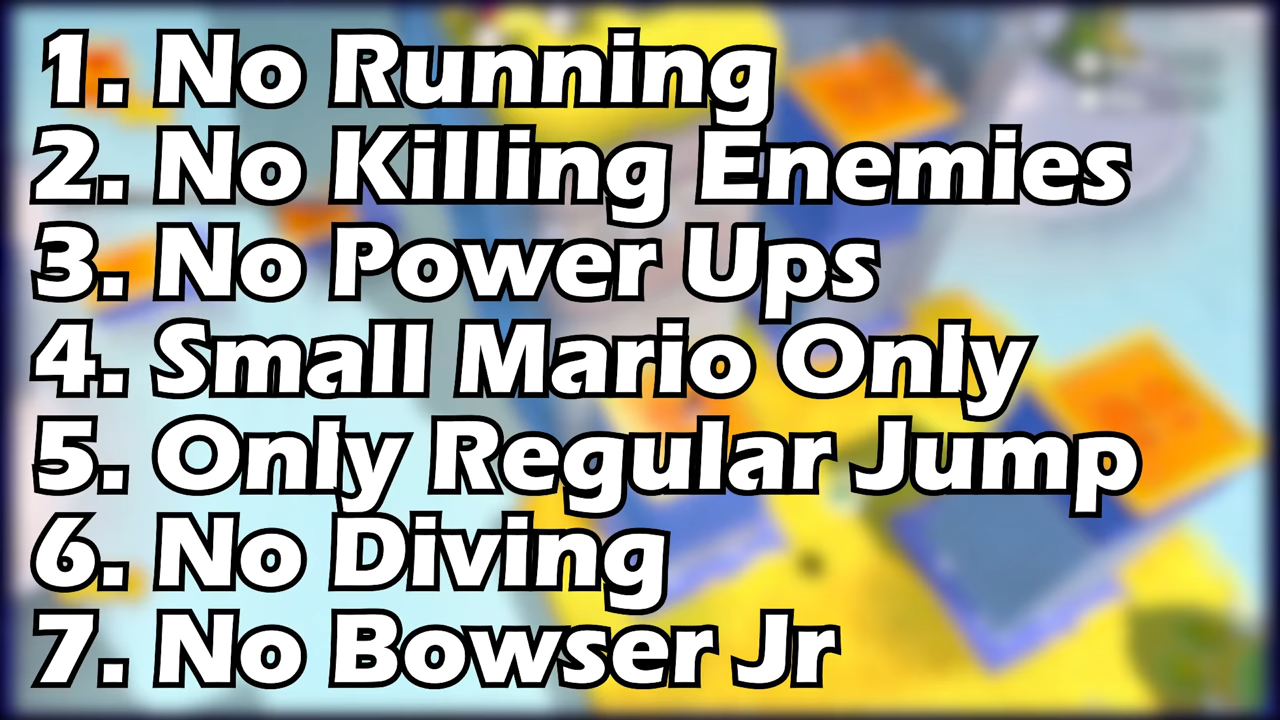 1. No Running
2. No Killing Enemies
3. No Power Ups
4. Small Mario Only
5. Only Regular Jump
6. No Diving
7. No Bowser Jr